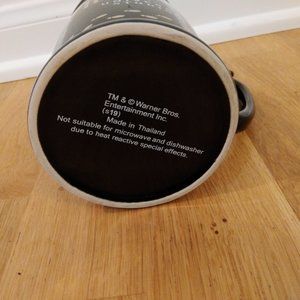 TM & © Warner Bros.
Entertainment Inc.
(s19)
Made in Thailand
Not suitable for microwave and dishwasher
due to heat reactive special effects.